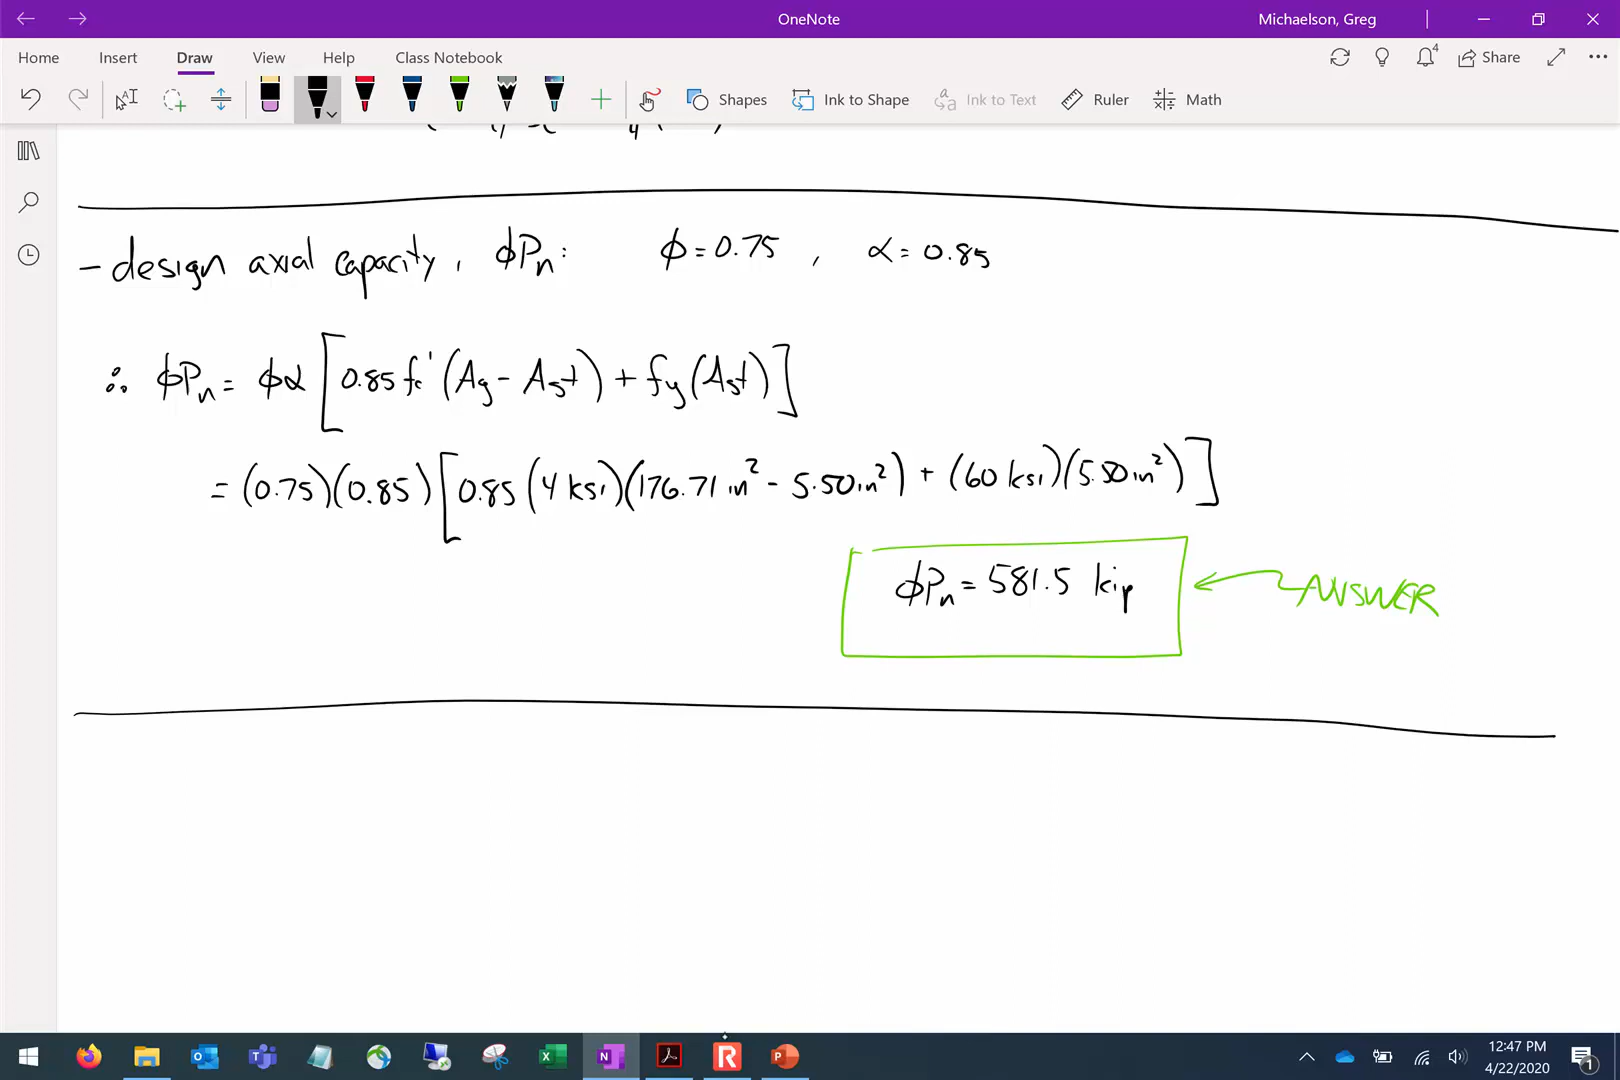 OneNote
Michaelson, Greg
Home Insert Draw View Help Class Notebook
4
Share
Shapes
Ink to Shape
Ink to Text
Ruler
Math
- design axial capacity, ϕPn: ϕ = 0.75 , α = 0.85
∴ ϕPn = ϕα [0.85 fc' (Ag - Ast) + fy (Ast)]
= (0.75)(0.85) [0.85 (4 ksi)(176.71 in² - 5.50 in²) + (60 ksi)(5.50 in²)]
ϕPn = 581.5 kip
ANSWER
12:47 PM
4/22/2020
1